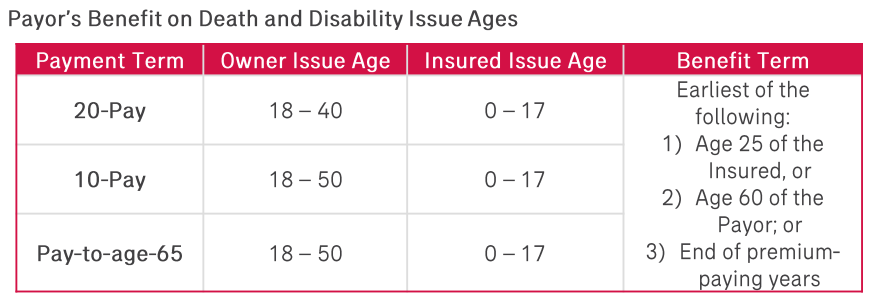 Payor's Benefit on Death and Disability Issue Ages
Payment Term Owner Issue Age Insured Issue Age Benefit Term
20-Pay 18 – 40 0 – 17
10-Pay 18 – 50 0 – 17
Pay-to-age-65 18 – 50 0 – 17
Earliest of the
following:
1) Age 25 of the
Insured, or
2) Age 60 of the
Payor; or
3) End of premium-
paying years